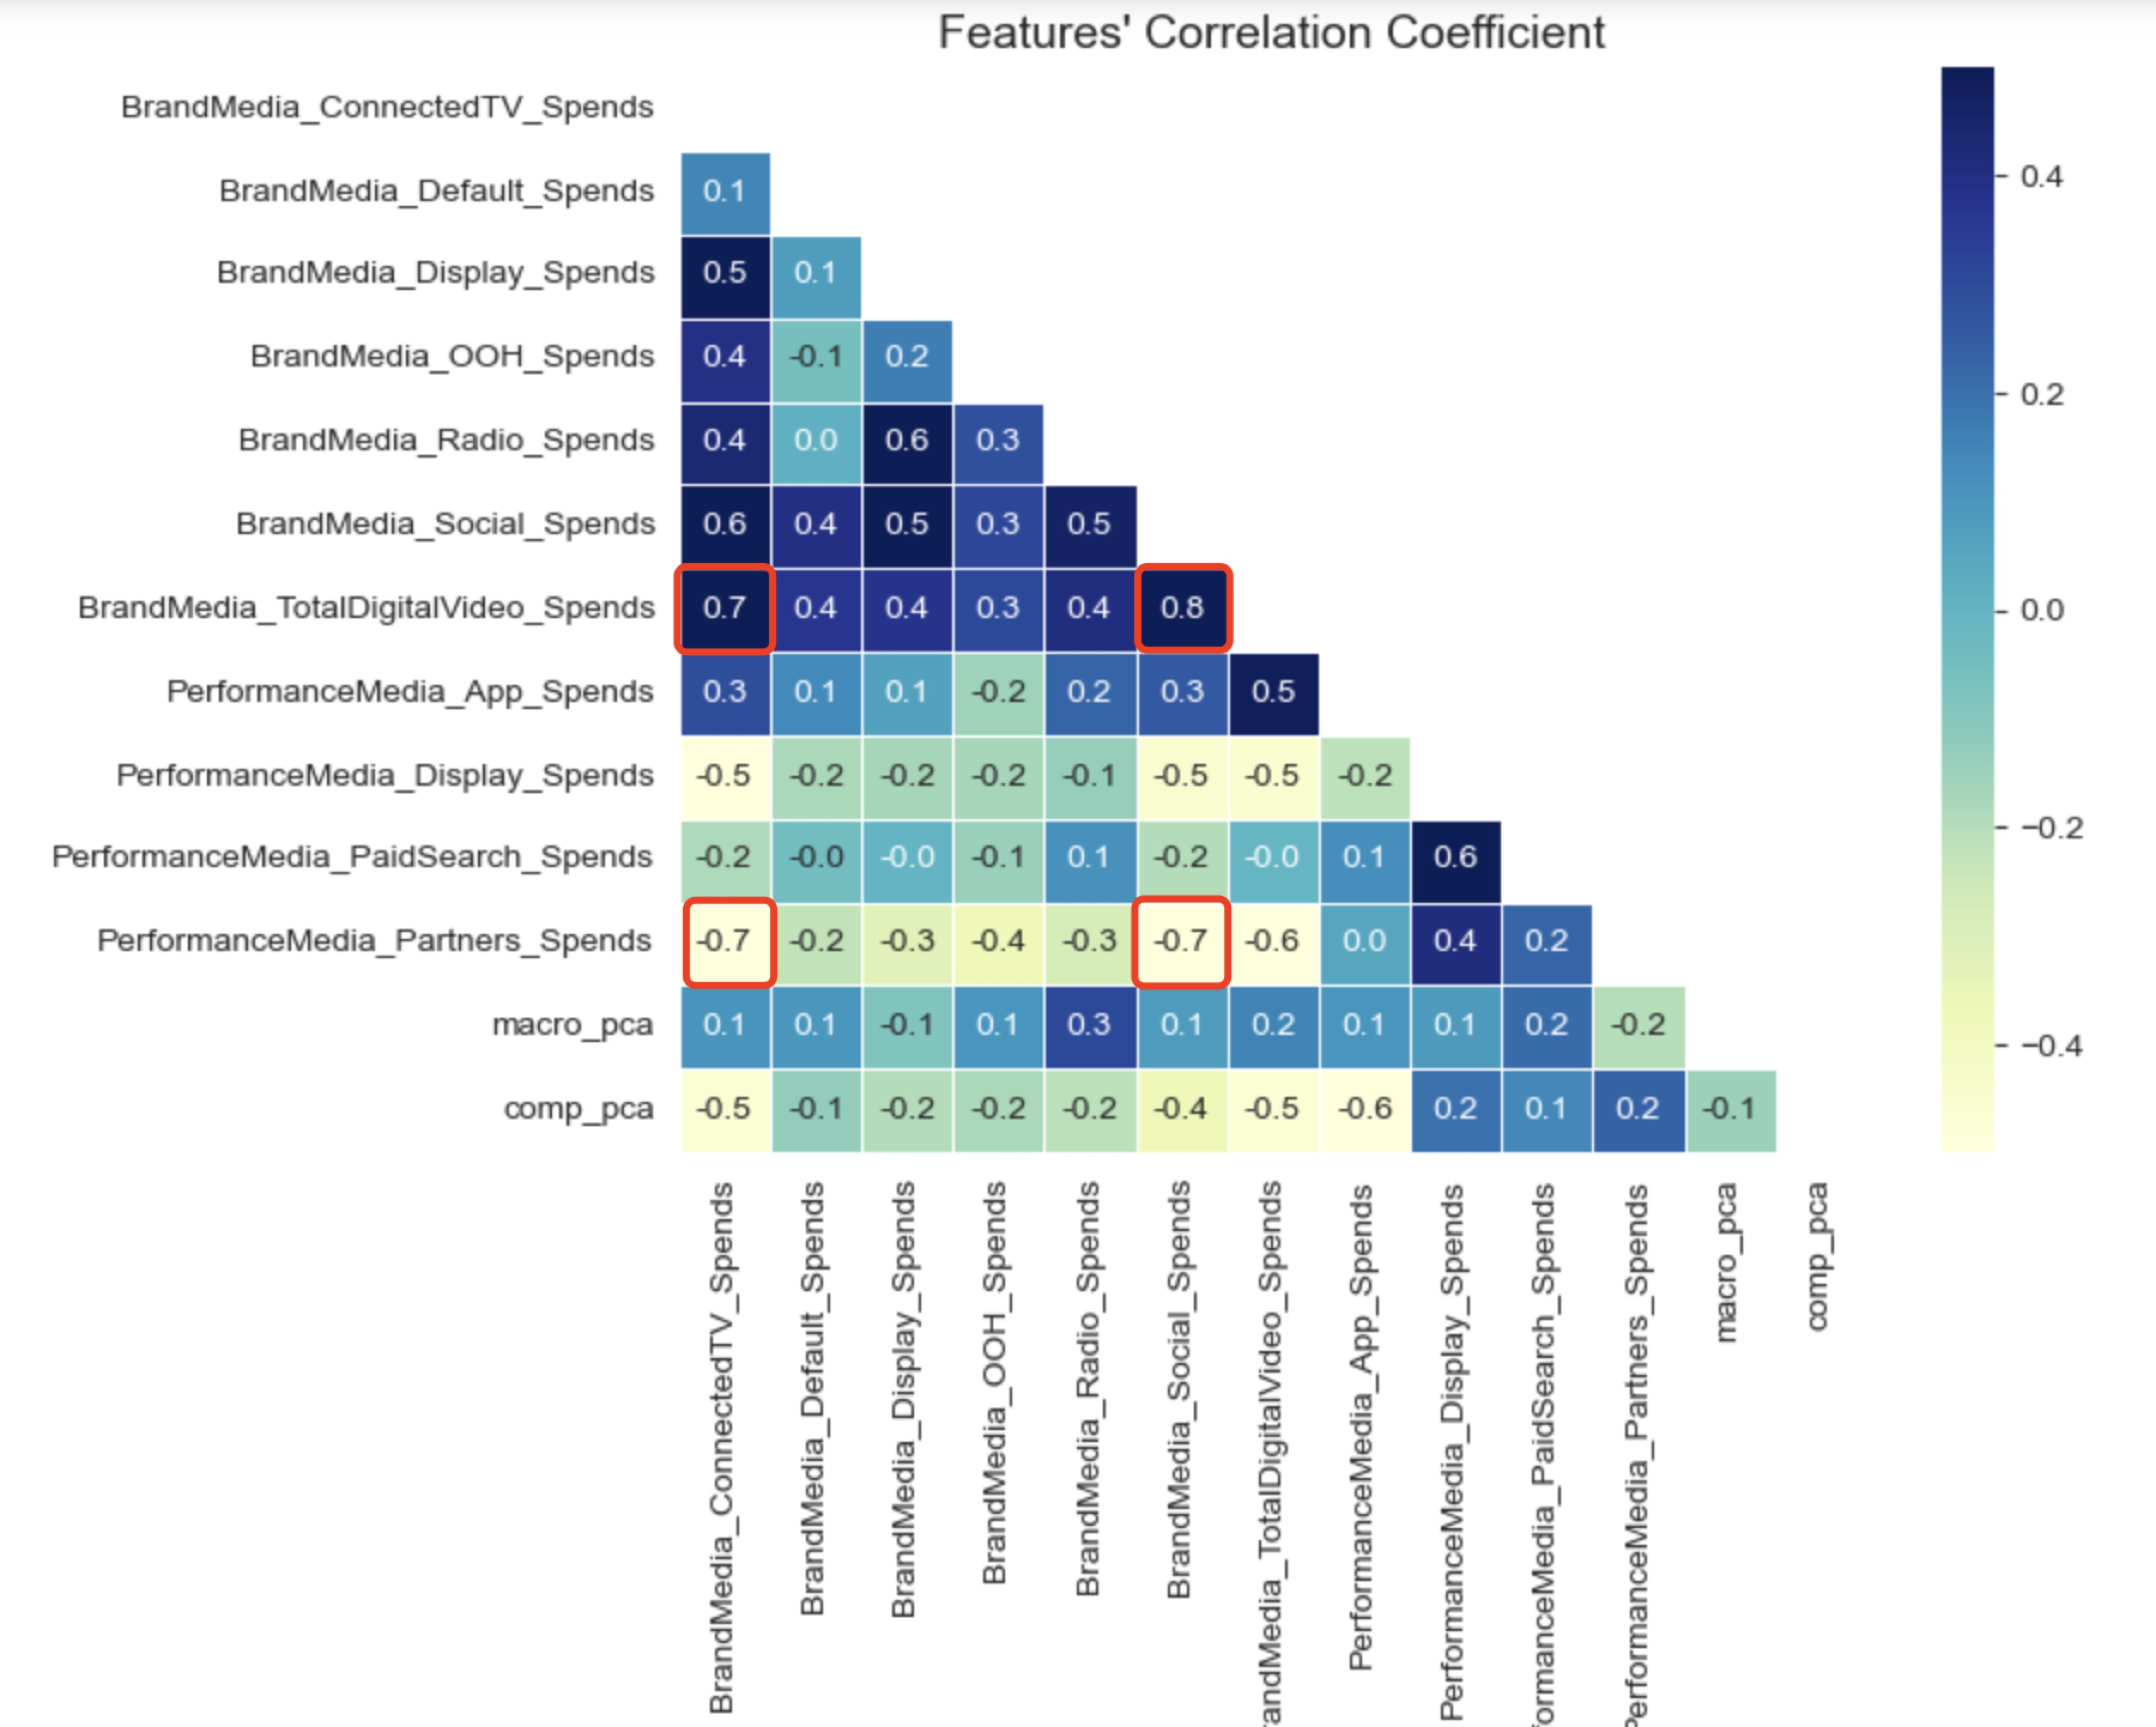 Features' Correlation Coefficient
BrandMedia_ConnectedTV_Spends
BrandMedia_Default_Spends 0.1
BrandMedia_Display_Spends 0.5 0.1
BrandMedia_OOH_Spends 0.4 -0.1 0.2
BrandMedia_Radio_Spends 0.4 0.0 0.6 0.3
BrandMedia_Social_Spends 0.6 0.4 0.5 0.3 0.5
BrandMedia_TotalDigitalVideo_Spends 0.7 0.4 0.4 0.3 0.4 0.8
PerformanceMedia_App_Spends 0.3 0.1 0.1 -0.2 0.2 0.3 0.5
PerformanceMedia_Display_Spends -0.5 -0.2 -0.2 -0.2 -0.1 -0.5 -0.5 -0.2
PerformanceMedia_PaidSearch_Spends -0.2 -0.0 -0.0 -0.1 0.1 -0.2 -0.0 0.1 0.6
PerformanceMedia_Partners_Spends -0.7 -0.2 -0.3 -0.4 -0.3 -0.7 -0.6 0.0 0.4 0.2
macro_pca 0.1 0.1 -0.1 0.1 0.3 0.1 0.2 0.1 0.1 0.2 -0.2
comp_pca -0.5 -0.1 -0.2 -0.2 -0.2 -0.4 -0.5 -0.6 0.2 0.1 0.2 -0.1
BrandMedia_ConnectedTV_Spends
BrandMedia_Default_Spends
BrandMedia_Display_Spends
BrandMedia_OOH_Spends
BrandMedia_Radio_Spends
BrandMedia_Social_Spends
randMedia_TotalDigitalVideo_Spends
PerformanceMedia_App_Spends
PerformanceMedia_Display_Spends
formanceMedia_PaidSearch_Spends
PerformanceMedia_Partners_Spends
macro_pca
comp_pca
0.4
0.2
0.0
−0.2
−0.4